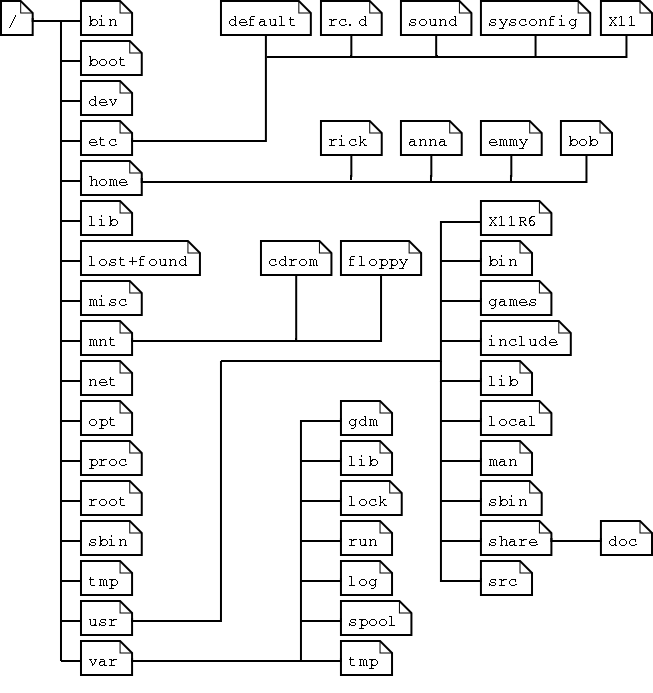 / bin default rc.d sound sysconfig X11
boot
dev
etc rick anna emmy bob
home
lib X11R6
lost+found cdrom floppy bin
misc games
mnt include
net lib
opt gdm local
proc lib man
root lock sbin
sbin run share doc
tmp log src
usr spool
var tmp